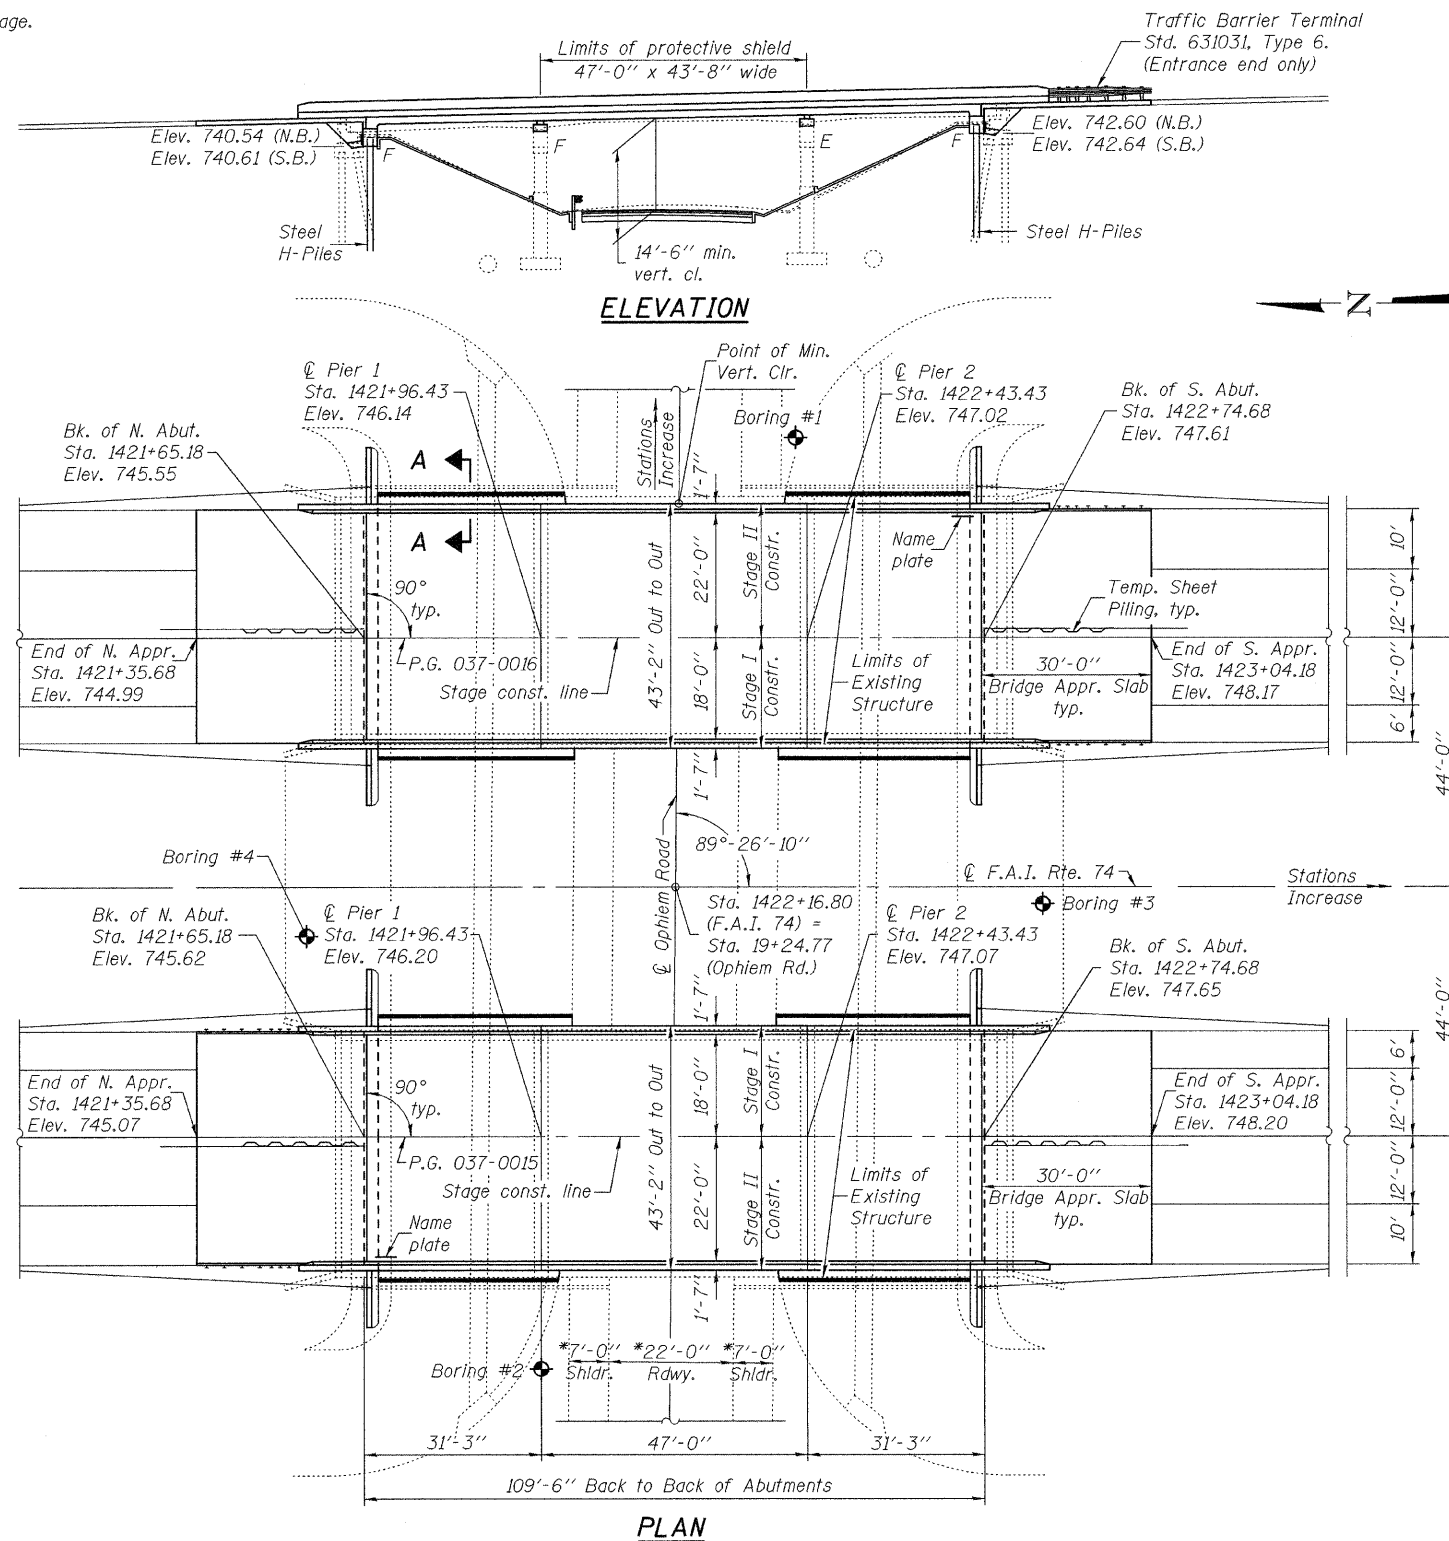 age.
Traffic Barrier Terminal
Std. 631031, Type 6.
(Entrance end only)
Limits of protective shield
47'-0" x 43'-8" wide
Elev. 740.54 (N.B.)
Elev. 740.61 (S.B.)
F
F
E
F
Elev. 742.60 (N.B.)
Elev. 742.64 (S.B.)
Steel
H-Piles
14'-6" min.
vert. cl.
Steel H-Piles
ELEVATION
Z
Point of Min.
Vert. Clr.
℄ Pier 1
Sta. 1421+96.43
Elev. 746.14
℄ Pier 2
Sta. 1422+43.43
Elev. 747.02
Bk. of S. Abut.
Sta. 1422+74.68
Elev. 747.61
Bk. of N. Abut.
Sta. 1421+65.18
Elev. 745.55
Boring #1
Stations
Increase
A
A
1'-7"
Name
plate
90°
typ.
43'-2" Out to Out
22'-0"
Stage II
Constr.
10'
12'-0"
Temp. Sheet
Piling, typ.
End of N. Appr.
Sta. 1421+35.68
Elev. 744.99
P.G. 037-0016
Stage const. line
18'-0"
Stage I
Constr.
Limits of
Existing
Structure
30'-0"
Bridge Appr. Slab
typ.
End of S. Appr.
Sta. 1423+04.18
Elev. 748.17
12'-0"
6'
44'-0"
1'-7"
89°-26'-10"
℄ Ophiem Road
Boring #4
℄ F.A.I. Rte. 74
Stations
Increase
Boring #3
Sta. 1422+16.80
(F.A.I. 74) =
Sta. 19+24.77
(Ophiem Rd.)
Bk. of N. Abut.
Sta. 1421+65.18
Elev. 745.62
℄ Pier 1
Sta. 1421+96.43
Elev. 746.20
℄ Pier 2
Sta. 1422+43.43
Elev. 747.07
Bk. of S. Abut.
Sta. 1422+74.68
Elev. 747.65
44'-0"
1'-7"
End of N. Appr.
Sta. 1421+35.68
Elev. 745.07
90°
typ.
43'-2" Out to Out
18'-0"
Stage I
Constr.
6'
12'-0"
End of S. Appr.
Sta. 1423+04.18
Elev. 748.20
P.G. 037-0015
Stage const. line
22'-0"
Stage II
Constr.
Limits of
Existing
Structure
30'-0"
Bridge Appr. Slab
typ.
12'-0"
10'
Name
plate
1'-7"
Boring #2
*7'-0"
Shldr.
*22'-0"
Rdwy.
*7'-0"
Shldr.
31'-3"
47'-0"
31'-3"
109'-6" Back to Back of Abutments
PLAN